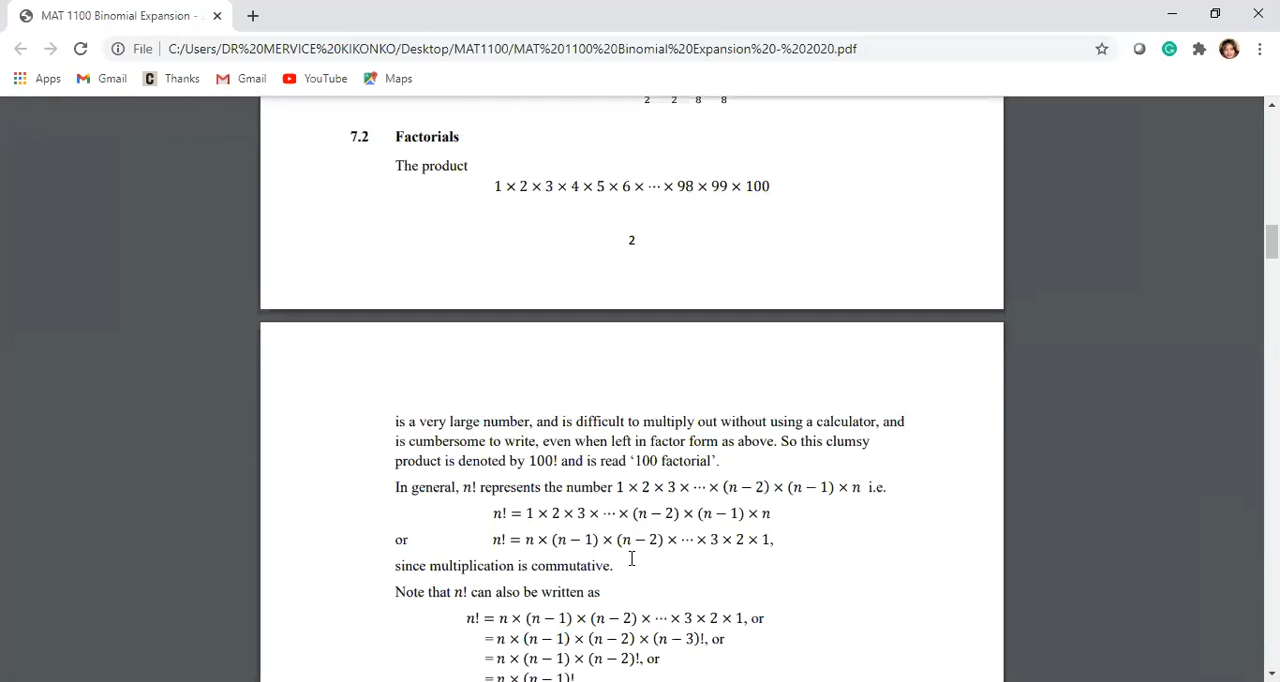 MAT 1100 Binomial Expansion -
File | C:/Users/DR%20MERVICE%20KIKONKO/Desktop/MAT1100/MAT%201100%20Binomial%20Expansion%20-%202020.pdf
Apps Gmail Thanks Gmail YouTube Maps
2 2 8 8
7.2 Factorials
The product
1 × 2 × 3 × 4 × 5 × 6 × ⋯ × 98 × 99 × 100
2
is a very large number, and is difficult to multiply out without using a calculator, and
is cumbersome to write, even when left in factor form as above. So this clumsy
product is denoted by 100! and is read ‘100 factorial’.
In general, n! represents the number 1 × 2 × 3 × ⋯ × (n − 2) × (n − 1) × n i.e.
n! = 1 × 2 × 3 × ⋯ × (n − 2) × (n − 1) × n
or n! = n × (n − 1) × (n − 2) × ⋯ × 3 × 2 × 1,
since multiplication is commutative.
Note that n! can also be written as
n! = n × (n − 1) × (n − 2) × ⋯ × 3 × 2 × 1, or
= n × (n − 1) × (n − 2) × (n − 3)!, or
= n × (n − 1) × (n − 2)!, or
= n × (n − 1)!